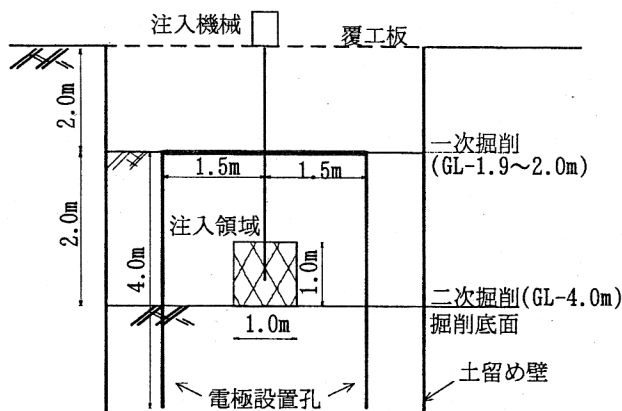 注入機械
覆工板
2.0m
一次掘削
(GL-1.9～2.0m)
1.5m
1.5m
注入領域
2.0m
4.0m
1.0m
二次掘削(GL-4.0m)
掘削底面
1.0m
土留め壁
電極設置孔